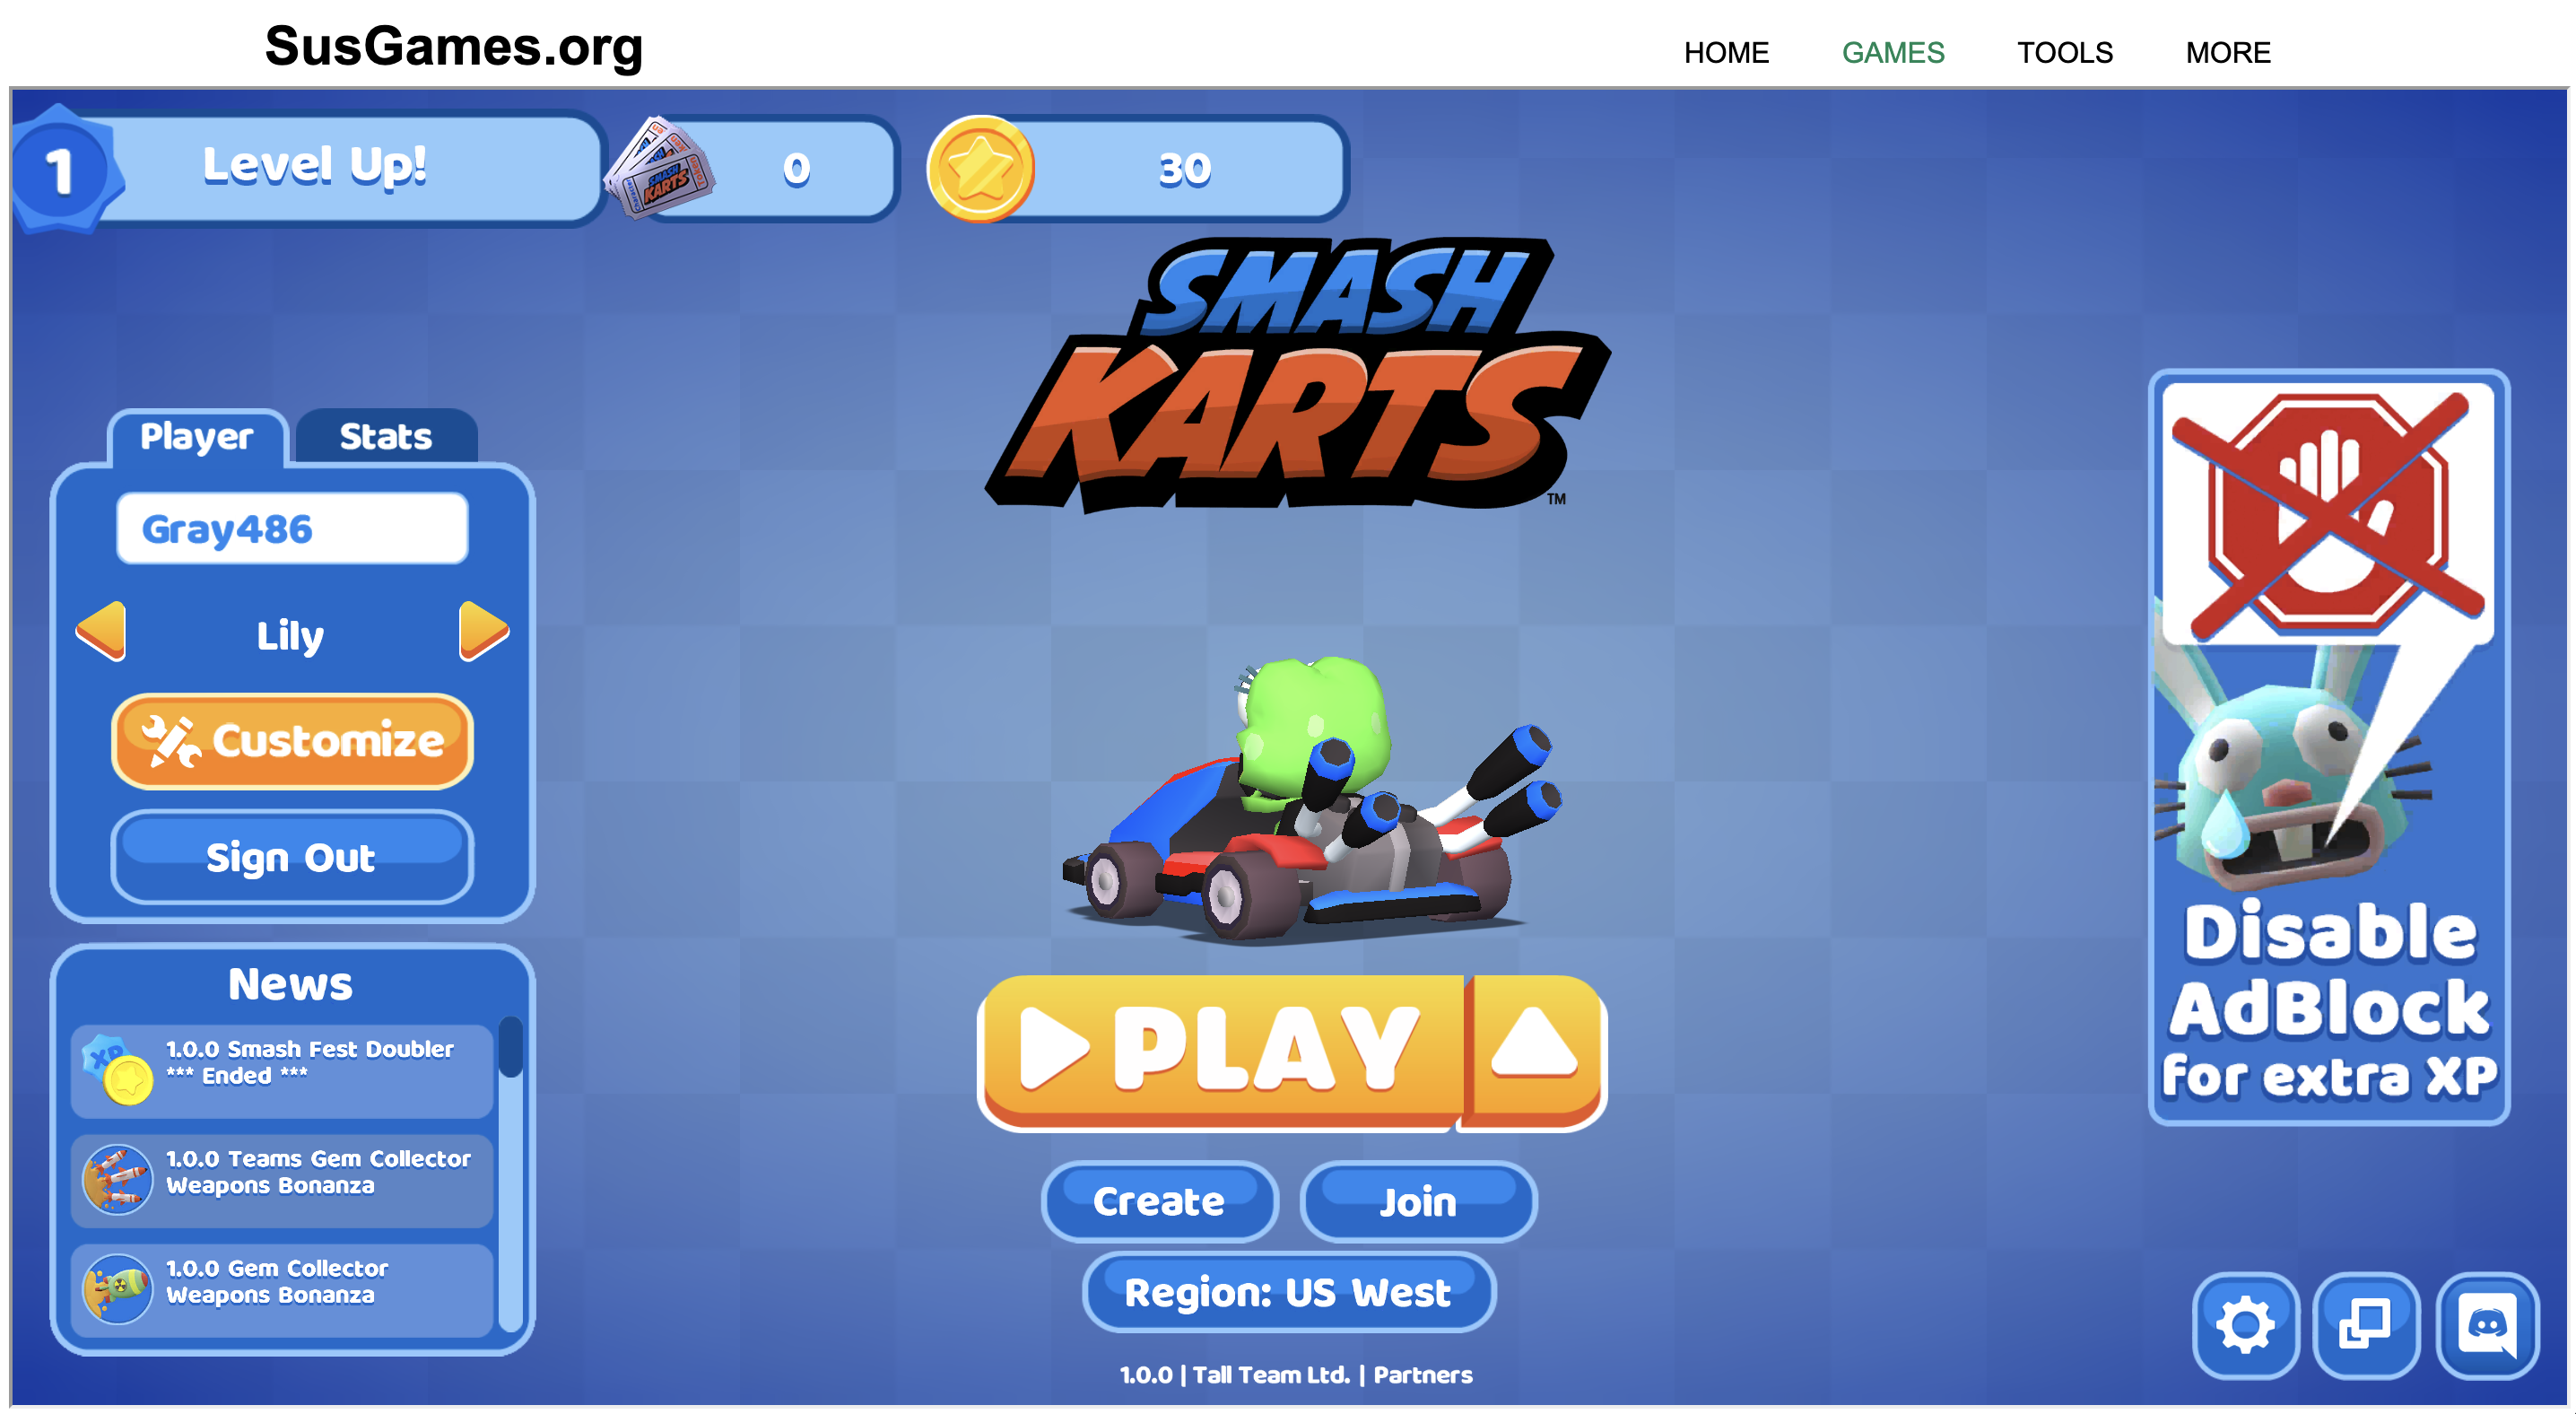 SusGames.org
HOME GAMES TOOLS MORE
1 Level Up! 0 30
SMASH
KARTS
SMASH
KARTS
TM
Player Stats
Gray486
Lily
Customize
Sign Out
News
XP
1.0.0 Smash Fest Doubler
*** Ended ***
1.0.0 Teams Gem Collector
Weapons Bonanza
1.0.0 Gem Collector
Weapons Bonanza
PLAY
Create Join
Region: US West
1.0.0 | Tall Team Ltd. | Partners
Disable
AdBlock
for extra XP